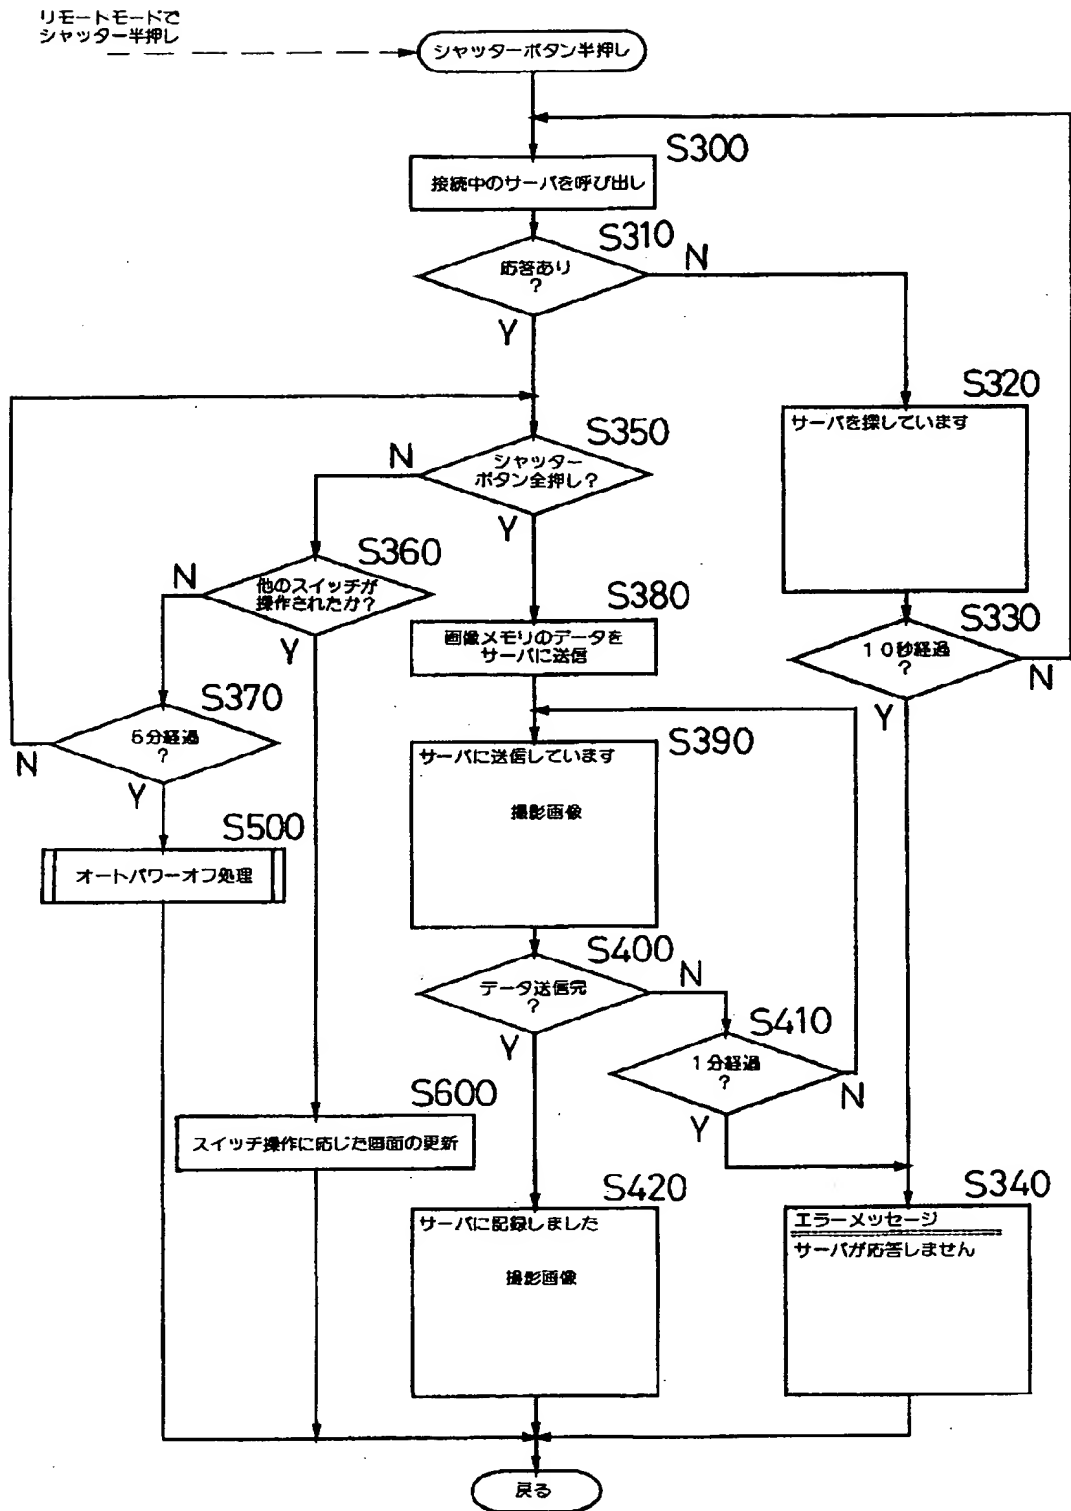 リモートモードで
シャッター半押し
シャッターボタン半押し
S300
接続中のサーバを呼び出し
S310
応答あり
?
N
Y
S320
サーバを探しています
S350
シャッター
ボタン全押し?
N
Y
S360
他のスイッチが
操作されたか?
N
Y
S380
画像メモリのデータを
サーバに送信
S330
10秒経過
?
N
Y
S370
5分経過
?
N
Y
S390
サーバに送信しています
撮影画像
S500
オートパワーオフ処理
S400
データ送信完
?
N
Y
S410
1分経過
?
N
Y
S600
スイッチ操作に応じた画面の更新
S420
サーバに記録しました
撮影画像
S340
エラーメッセージ
サーバが応答しません
戻る